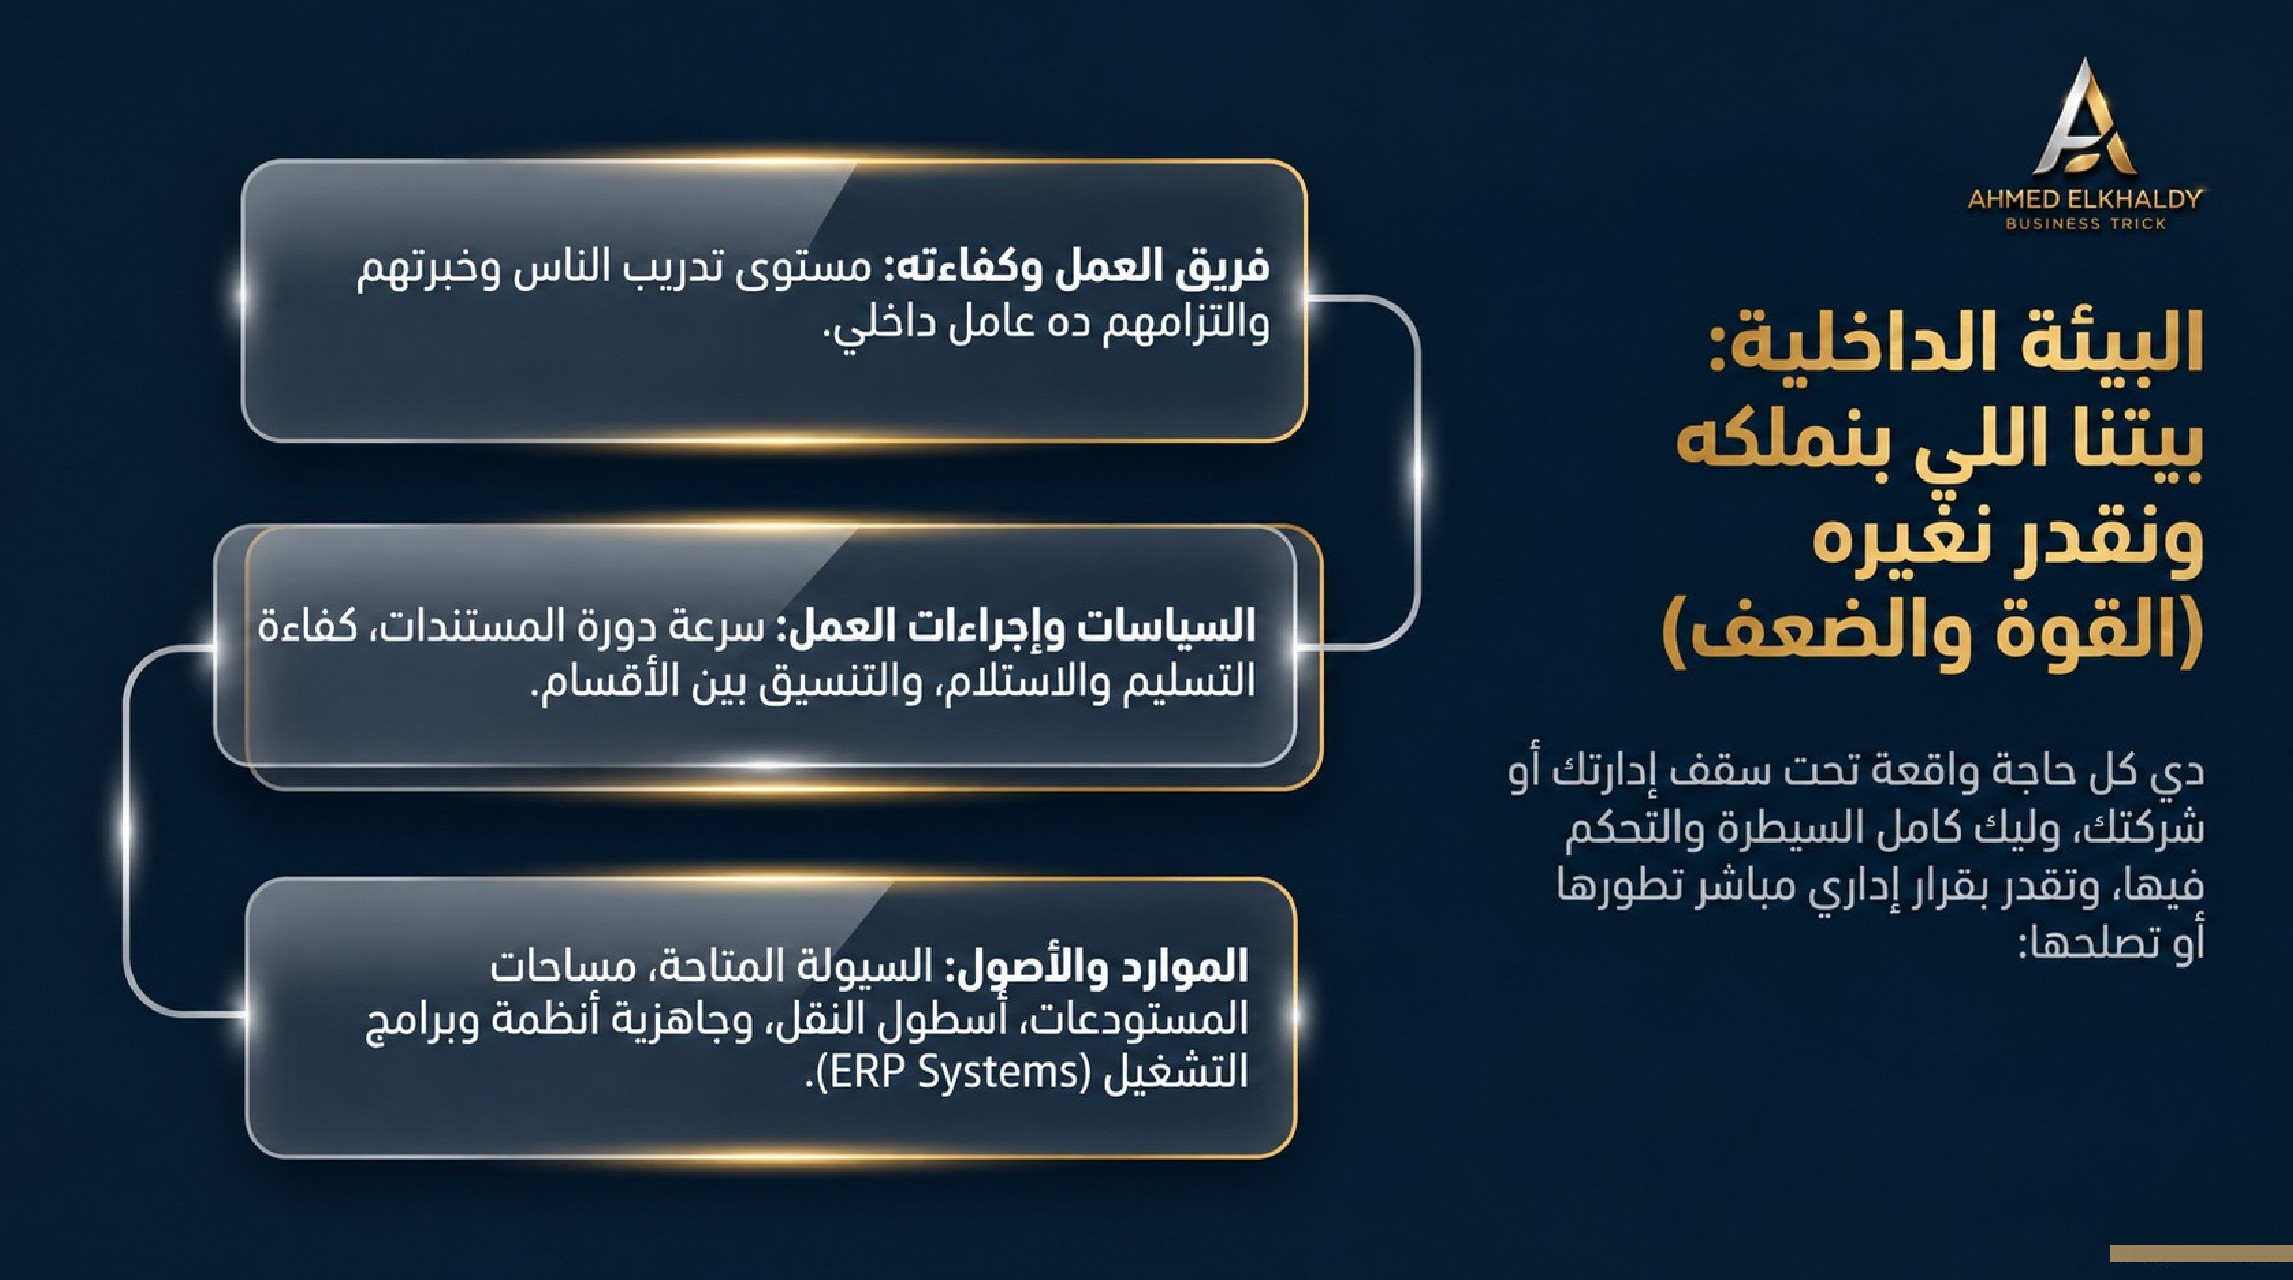 AHMED ELKHALDY
BUSINESS TRICK
البيئة الداخلية:
بيتنا اللي بنملكه
ونقدر نغيره
(القوة والضعف)
دي كل حاجة واقعة تحت سقف إدارتك أو
شركتك، وليك كامل السيطرة والتحكم
فيها، وتقدر بقرار إداري مباشر تطورها
أو تصلحها:
فريق العمل وكفاءته: مستوى تدريب الناس وخبرتهم
والتزامهم ده عامل داخلي.
السياسات وإجراءات العمل: سرعة دورة المستندات، كفاءة
التسليم والاستلام، والتنسيق بين الأقسام.
الموارد والأصول: السيولة المتاحة، مساحات
المستودعات، أسطول النقل، وجاهزية أنظمة وبرامج
التشغيل (ERP Systems).